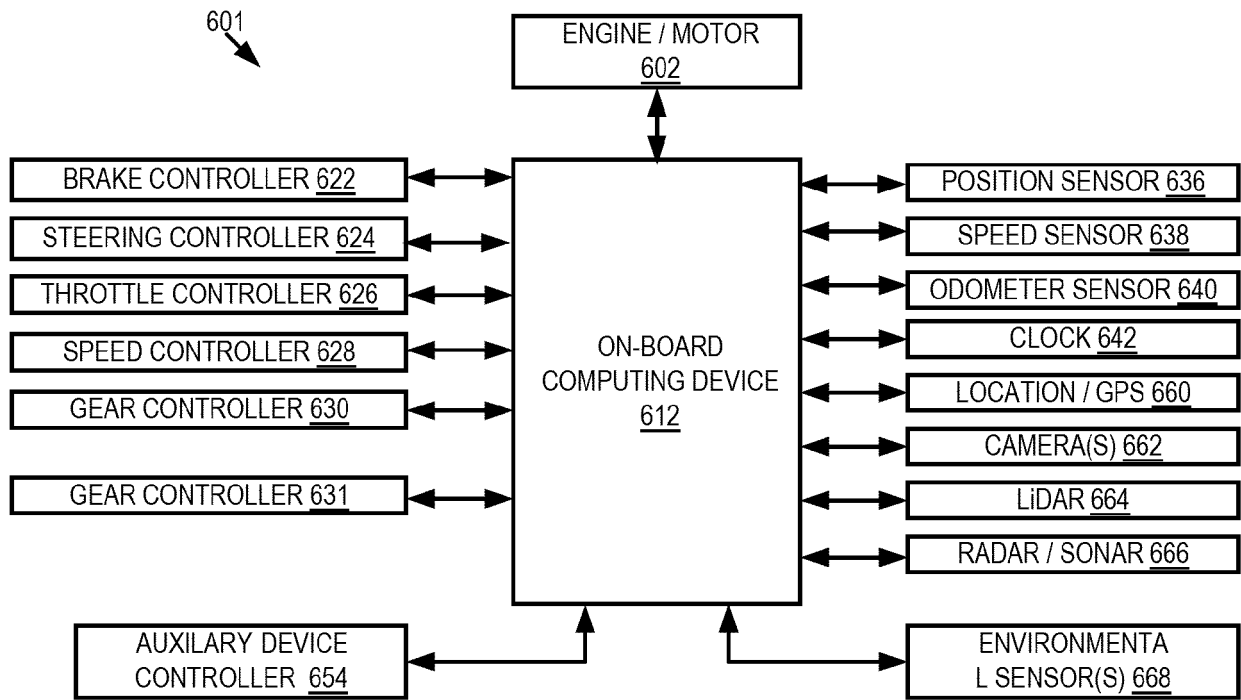 601
ENGINE / MOTOR
602
BRAKE CONTROLLER 622
STEERING CONTROLLER 624
THROTTLE CONTROLLER 626
SPEED CONTROLLER 628
GEAR CONTROLLER 630
GEAR CONTROLLER 631
AUXILARY DEVICE
CONTROLLER 654
ON-BOARD
COMPUTING DEVICE
612
POSITION SENSOR 636
SPEED SENSOR 638
ODOMETER SENSOR 640
CLOCK 642
LOCATION / GPS 660
CAMERA(S) 662
LiDAR 664
RADAR / SONAR 666
ENVIRONMENTA
L SENSOR(S) 668